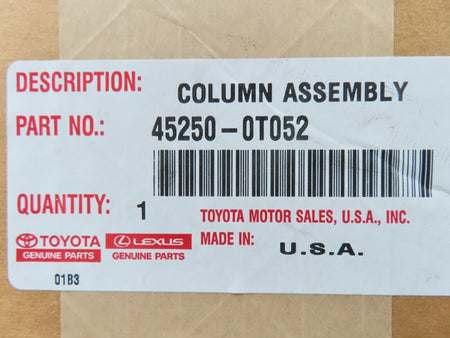 DESCRIPTION: COLUMN ASSEMBLY
PART NO.: 45250-0T052
QUANTITY: 1
TOYOTA MOTOR SALES, U.S.A., INC.
TOYOTA LEXUS MADE IN: U.S.A.
GENUINE PARTS GENUINE PARTS
01B3